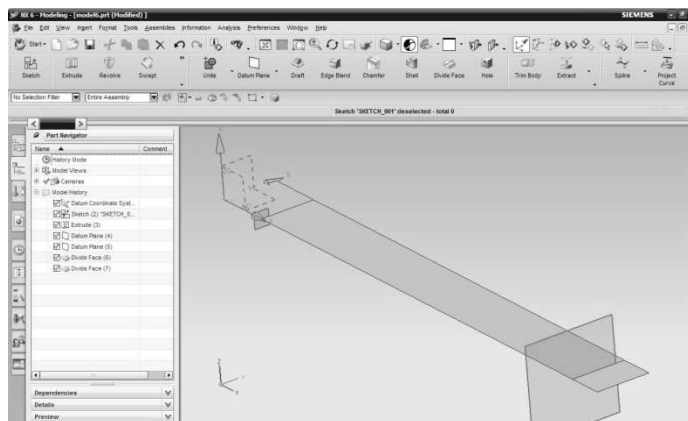 NX 6 - Modeling - [model6.prt (Modified) ]
SIEMENS
File Edit View Insert Format Tools Assemblies Information Analysis Preferences Window Help
Start
Sketch Extrude Revolve Swept Unite Datum Plane Draft Edge Blend Chamfer Shell Divide Face Hole Trim Body Extract Spline Project
Curve
No Selection Filter Entire Assembly
Sketch "SKETCH_001" deselected - total 0
Part Navigator
Name Comment
History Mode
Model Views
Cameras
Model History
Datum Coordinate Syst...
Sketch (2) "SKETCH_0...
Extrude (3)
Datum Plane (4)
Datum Plane (5)
Divide Face (6)
Divide Face (7)
Dependencies
Details
Preview